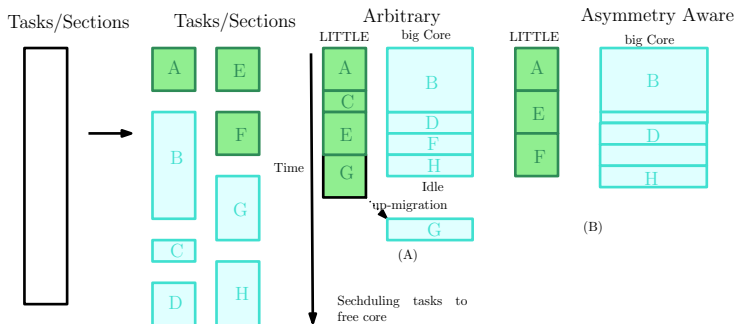 Tasks/Sections
Tasks/Sections
Arbitrary
Asymmetry Aware
LITTLE
big Core
LITTLE
big Core
A
E
A
B
A
B
C
E
D
F
B
E
D
F
F
G
H
G
H
Time
Idle
up-migration
G
C
(A)
(B)
D
H
Sechduling tasks to
free core